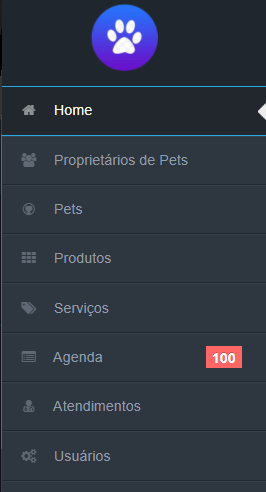 Home
Proprietários de Pets
Pets
Produtos
Serviços
Agenda 100
Atendimentos
Usuários